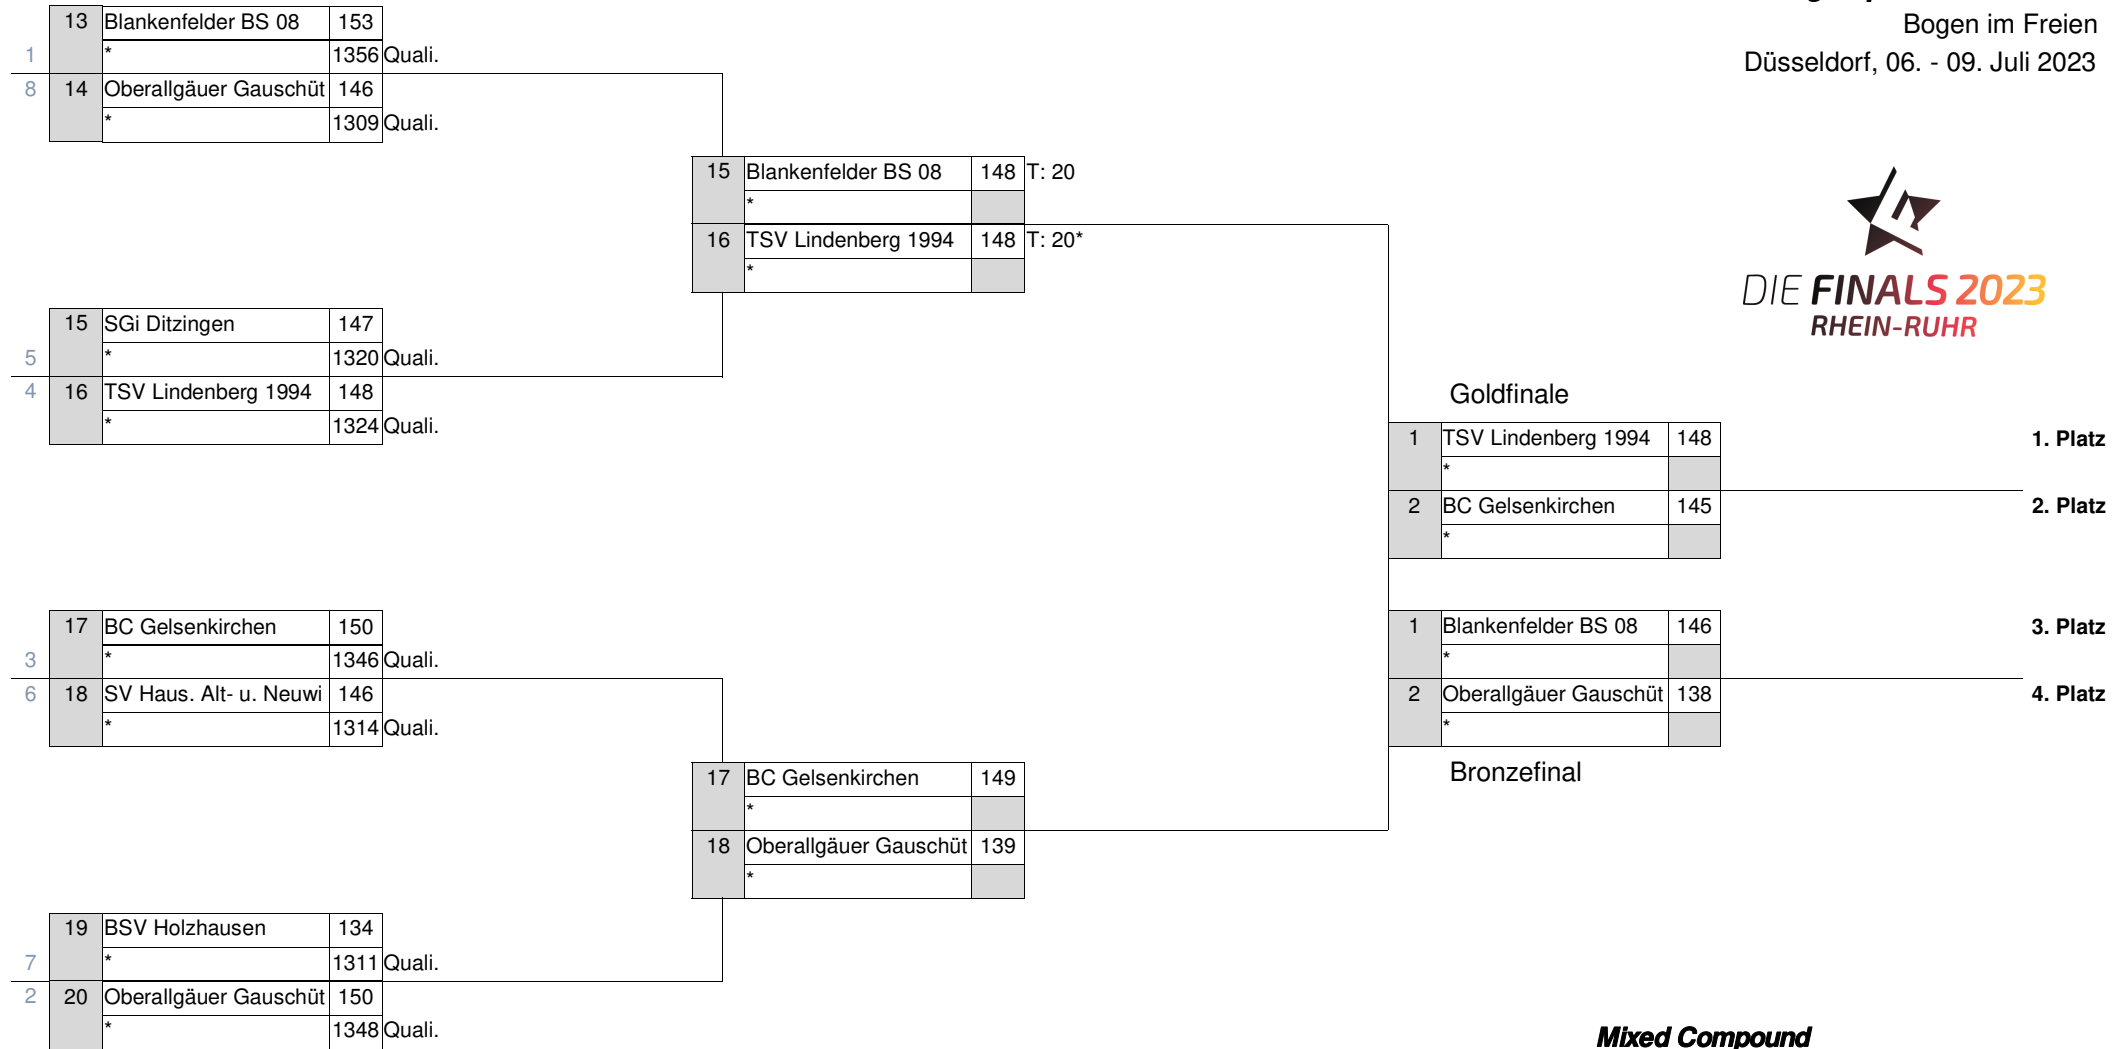 Bogen im Freien
Düsseldorf, 06. - 09. Juli 2023
13 Blankenfelder BS 08 153
1 * 1356 Quali.
8 14 Oberallgäuer Gauschüt 146
* 1309 Quali.
15 Blankenfelder BS 08 148 T: 20
*
16 TSV Lindenberg 1994 148 T: 20*
*
DIE FINALS 2023
RHEIN-RUHR
15 SGi Ditzingen 147
5 * 1320 Quali.
4 16 TSV Lindenberg 1994 148
* 1324 Quali.
Goldfinale
1 TSV Lindenberg 1994 148 1. Platz
*
2 BC Gelsenkirchen 145 2. Platz
*
17 BC Gelsenkirchen 150
3 * 1346 Quali.
6 18 SV Haus. Alt- u. Neuwi 146
* 1314 Quali.
1 Blankenfelder BS 08 146 3. Platz
*
2 Oberallgäuer Gauschüt 138 4. Platz
*
Bronzefinal
17 BC Gelsenkirchen 149
*
18 Oberallgäuer Gauschüt 139
*
19 BSV Holzhausen 134
7 * 1311 Quali.
2 20 Oberallgäuer Gauschüt 150
* 1348 Quali.
Mixed Compound